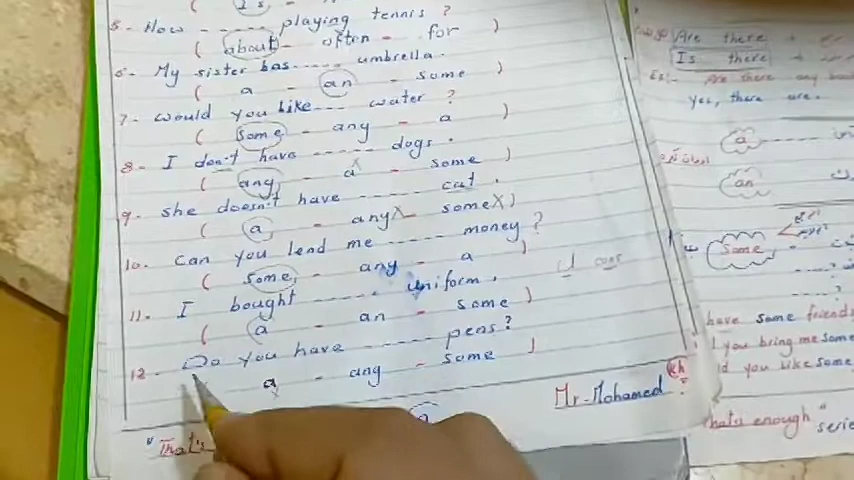 Is
5- How ....... playing tennis ?
( about - often - for )
6- My sister has ....... umbrella.
( a - an - some )
7- would you like ....... water ?
( some - any - a )
8- I don't have ....... dogs.
( any - a x - some )
9- she doesn't have ....... cat.
( a - any x - some x )
10- can you lend me ....... money ?
( some - any - a )
11- I bought ....... uniform.
( a - an - some )
12- Do you have ....... pens ?
a x - any - some )
Mr. Mohamed
"That's
Are there +
Is there +
Are there any
Yes, there are.
a
an
Some
have some friend
you bring me some
you like some
That's enough"